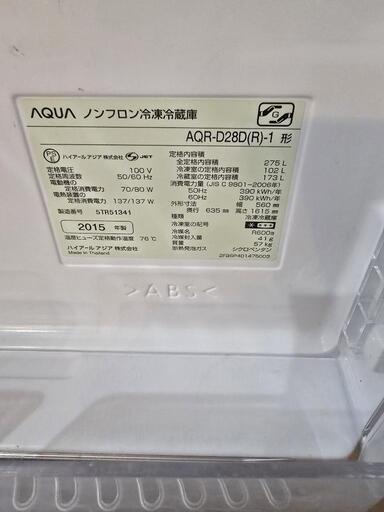 AQUA ノンフロン冷凍冷蔵庫
AQR-D28D(R)-1 形
PS E ハイアールアジア株式会社 JET
定格電圧 100 V
定格周波数 50/60 Hz
電動機の
定格消費電力 70/80 W
電熱装置の
定格消費電力 137/137 W
製造番号 5TR51341
2015 年製
温度ヒューズ定格動作温度 76℃
ハイアールアジア株式会社
Made in Thailand
定格内容積
全定格内容積 275 L
冷凍室の定格内容積 102 L
冷蔵室の定格内容積 173 L
消費電力量(JIS C 9801-2006年)
50Hz 390 kWh/年
60Hz 390 kWh/年
外形寸法 幅 560 mm
奥行 635 mm 高さ 1615 mm
種類 冷凍冷蔵庫
冷凍室の記号
冷媒 R600a
冷媒封入量 41 g
質量 57 kg
断熱発泡ガス シクロペンタン
2FBGP401475003
G
>ABS<